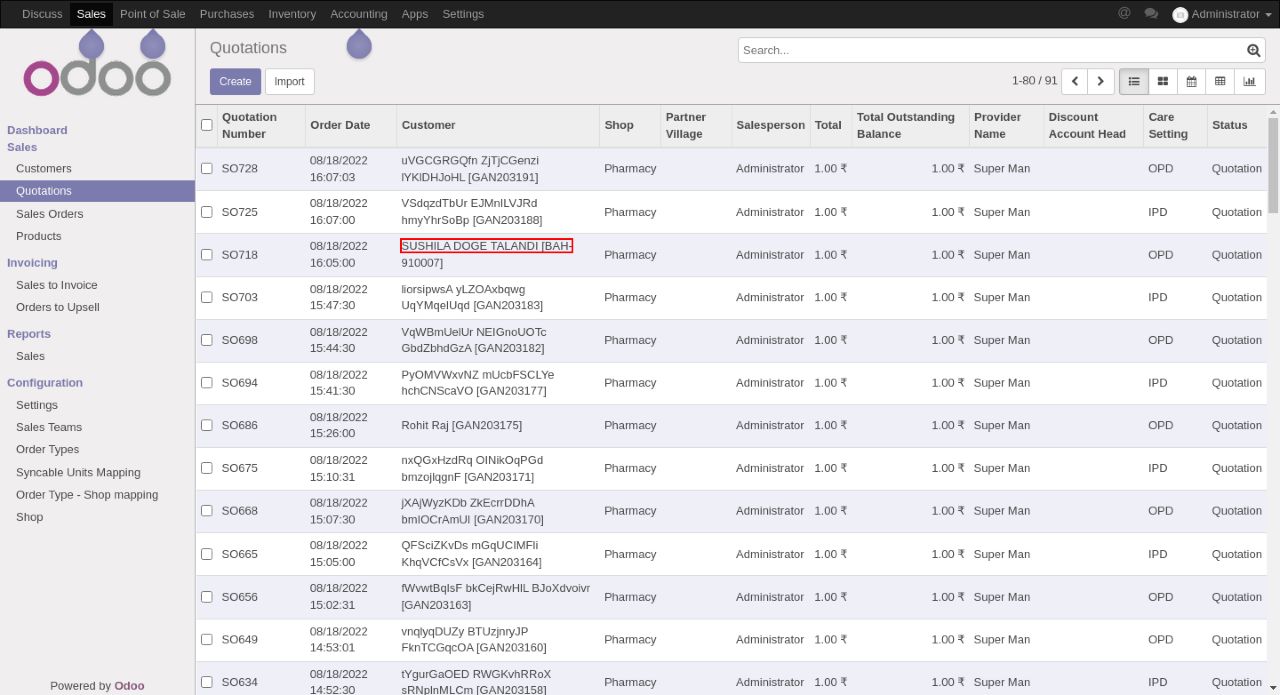 Discuss Sales Point of Sale Purchases Inventory Accounting Apps Settings @ Administrator
odoo
Quotations
Search...
Create Import
1-80 / 91
Dashboard
Sales
Customers
Quotations
Sales Orders
Products
Invoicing
Sales to Invoice
Orders to Upsell
Reports
Sales
Configuration
Settings
Sales Teams
Order Types
Syncable Units Mapping
Order Type - Shop mapping
Shop
Powered by Odoo
Quotation Number Order Date Customer Shop Partner Village Salesperson Total Total Outstanding Balance Provider Name Discount Account Head Care Setting Status
SO728 08/18/2022 16:07:03 uVGCGRGQfn ZjTjCGenzi lYKlDHJoHL [GAN203191] Pharmacy Administrator 1.00 ₹ 1.00 ₹ Super Man OPD Quotation
SO725 08/18/2022 16:07:00 VSdqzdTbUr EJMnILVJRd hmyYhrSoBp [GAN203188] Pharmacy Administrator 1.00 ₹ 1.00 ₹ Super Man IPD Quotation
SO718 08/18/2022 16:05:00 SUSHILA DOGE TALANDI [BAH-910007] Pharmacy Administrator 1.00 ₹ 1.00 ₹ Super Man OPD Quotation
SO703 08/18/2022 15:47:30 liorsipwsA yLZOAxbqwg UqYMqelUqd [GAN203183] Pharmacy Administrator 1.00 ₹ 1.00 ₹ Super Man IPD Quotation
SO698 08/18/2022 15:44:30 VqWBmUelUr NEIGnoUOTc GbdZbhdGzA [GAN203182] Pharmacy Administrator 1.00 ₹ 1.00 ₹ Super Man OPD Quotation
SO694 08/18/2022 15:41:30 PyOMVWxvNZ mUcbFSCLYe hchCNScaVO [GAN203177] Pharmacy Administrator 1.00 ₹ 1.00 ₹ Super Man IPD Quotation
SO686 08/18/2022 15:26:00 Rohit Raj [GAN203175] Pharmacy Administrator 1.00 ₹ 1.00 ₹ Super Man OPD Quotation
SO675 08/18/2022 15:10:31 nxQGxHzdRq OINikOqPGd bmzojIqgnF [GAN203171] Pharmacy Administrator 1.00 ₹ 1.00 ₹ Super Man IPD Quotation
SO668 08/18/2022 15:07:30 jXAjWyzKDb ZkEcrrDDhA bmIOCrAmUI [GAN203170] Pharmacy Administrator 1.00 ₹ 1.00 ₹ Super Man OPD Quotation
SO665 08/18/2022 15:05:00 QFSciZKvDs mGqUCIMFli KhqVCfCsVx [GAN203164] Pharmacy Administrator 1.00 ₹ 1.00 ₹ Super Man IPD Quotation
SO656 08/18/2022 15:02:31 fWvwtBqIsF bkCejRwHlL BJoXdvoivr [GAN203163] Pharmacy Administrator 1.00 ₹ 1.00 ₹ Super Man OPD Quotation
SO649 08/18/2022 14:53:01 vnqlyqDUZy BTUzjnryJP FknTCGqcOA [GAN203160] Pharmacy Administrator 1.00 ₹ 1.00 ₹ Super Man OPD Quotation
SO634 08/18/2022 14:52:30 tYgurGaOED RWGKvhRRoX sRNpInMLCm [GAN203158] Pharmacy Administrator 1.00 ₹ 1.00 ₹ Super Man IPD Quotation